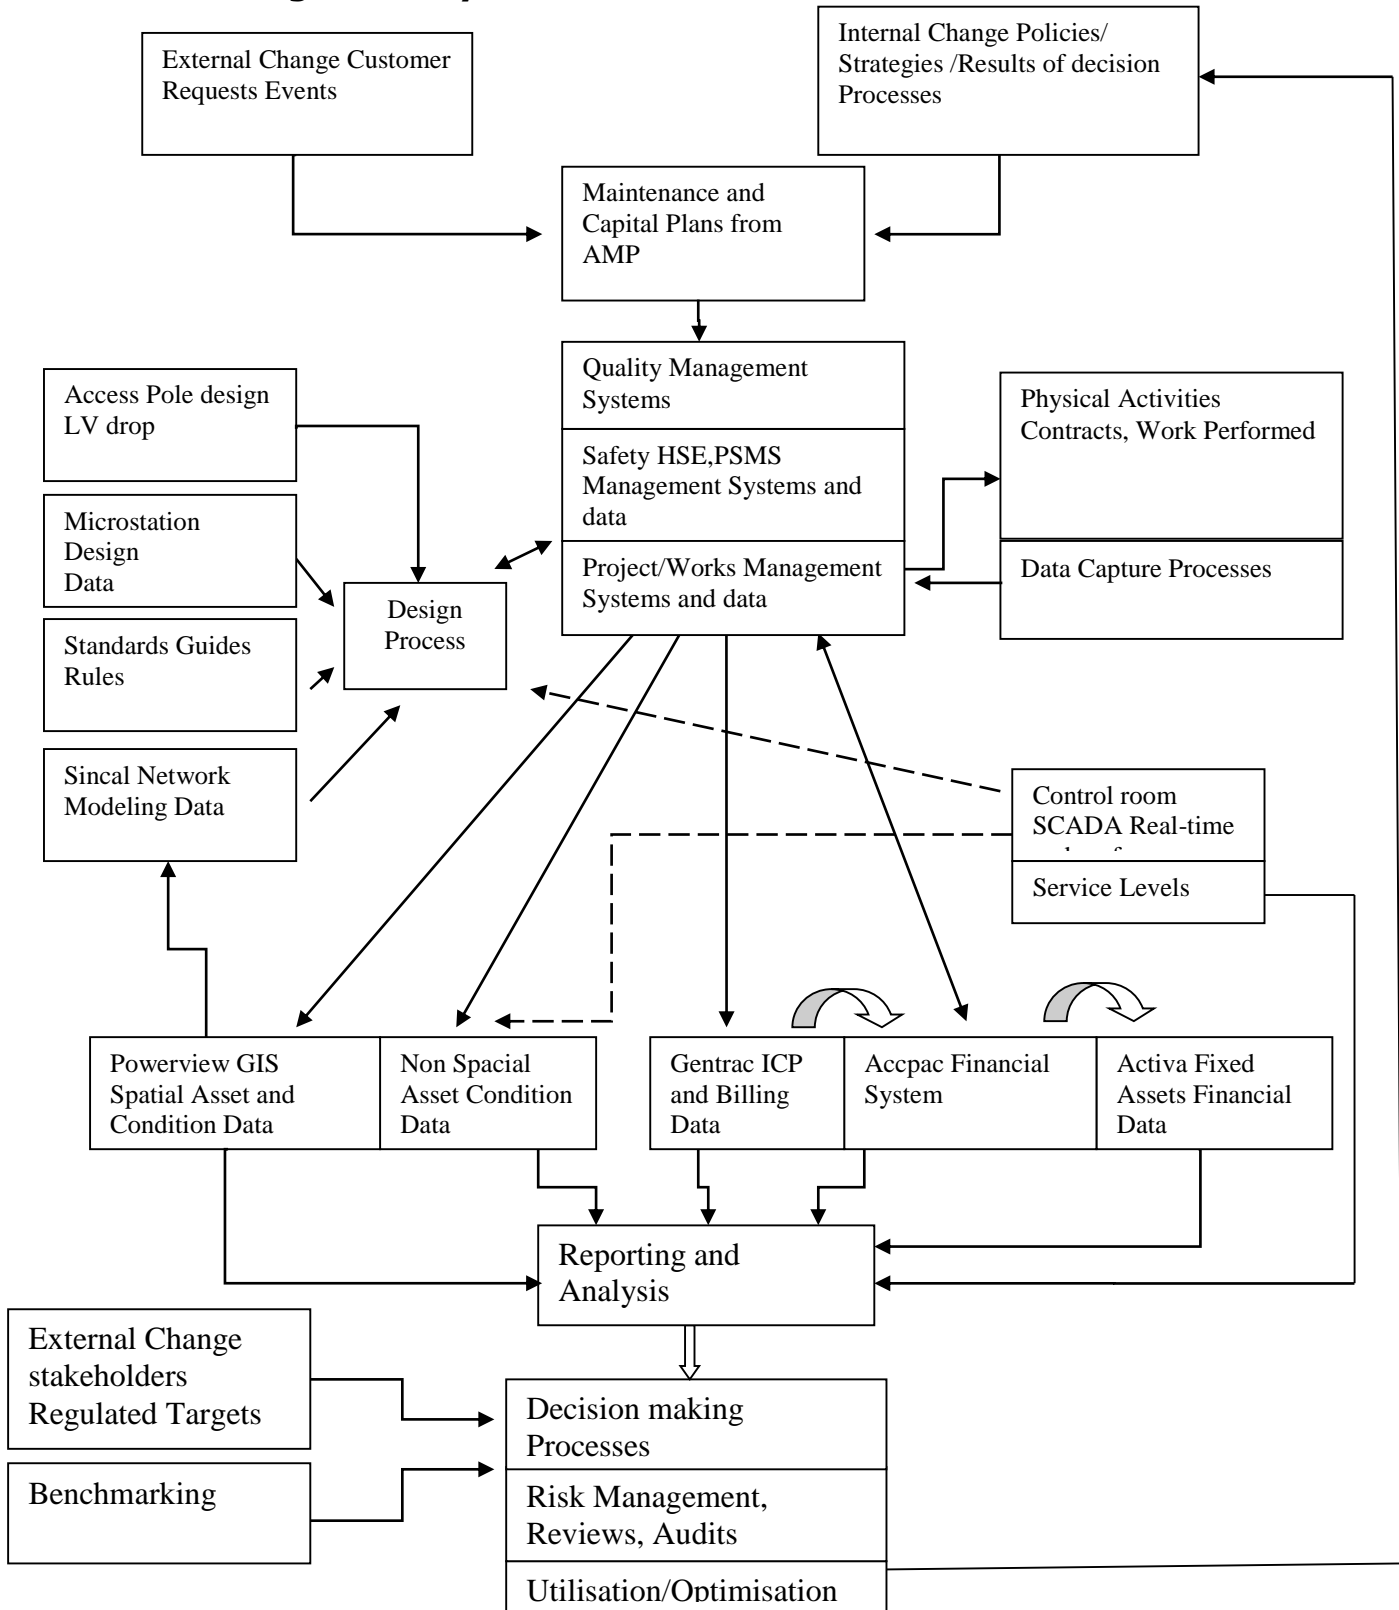 External Change Customer
Requests Events
Internal Change Policies/
Strategies /Results of decision
Processes
Maintenance and
Capital Plans from
AMP
Quality Management
Systems
Safety HSE,PSMS
Management Systems and
data
Project/Works Management
Systems and data
Access Pole design
LV drop
Microstation
Design
Data
Standards Guides
Rules
Sincal Network
Modeling Data
Design
Process
Physical Activities
Contracts, Work Performed
Data Capture Processes
Control room
SCADA Real-time
Service Levels
Powerview GIS
Spatial Asset and
Condition Data
Non Spacial
Asset Condition
Data
Gentrac ICP
and Billing
Data
Accpac Financial
System
Activa Fixed
Assets Financial
Data
Reporting and
Analysis
External Change
stakeholders
Regulated Targets
Benchmarking
Decision making
Processes
Risk Management,
Reviews, Audits
Utilisation/Optimisation